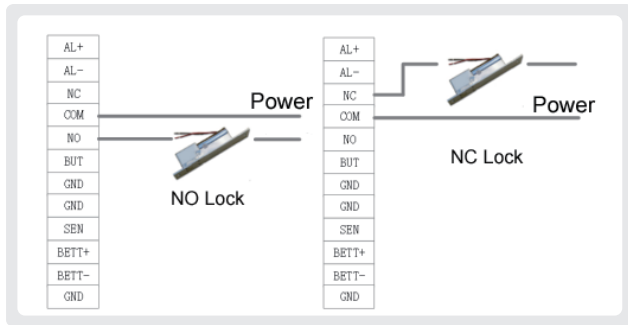 AL+
AL-
NC
COM
NO
BUT
GND
GND
SEN
BETT+
BETT-
GND
Power
NO Lock
AL+
AL-
NC
COM
NO
BUT
GND
GND
SEN
BETT+
BETT-
GND
Power
NC Lock